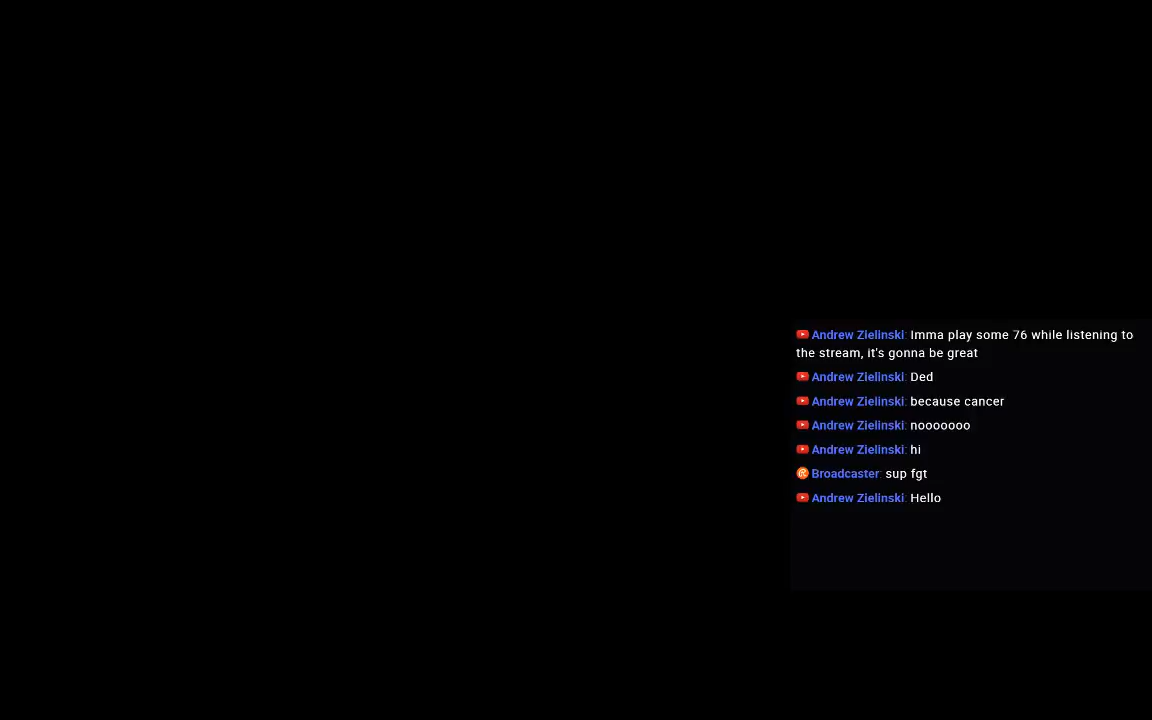 Andrew Zielinski: Imma play some 76 while listening to
the stream, it's gonna be great
Andrew Zielinski: Ded
Andrew Zielinski: because cancer
Andrew Zielinski: nooooooo
Andrew Zielinski: hi
Broadcaster: sup fgt
Andrew Zielinski: Hello